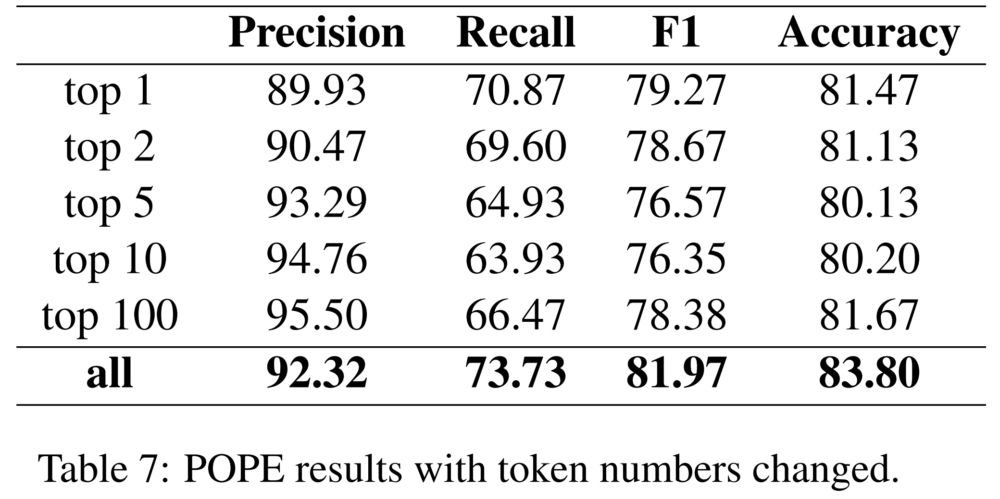 Precision Recall F1 Accuracy
top 1 89.93 70.87 79.27 81.47
top 2 90.47 69.60 78.67 81.13
top 5 93.29 64.93 76.57 80.13
top 10 94.76 63.93 76.35 80.20
top 100 95.50 66.47 78.38 81.67
all 92.32 73.73 81.97 83.80
Table 7: POPE results with token numbers changed.